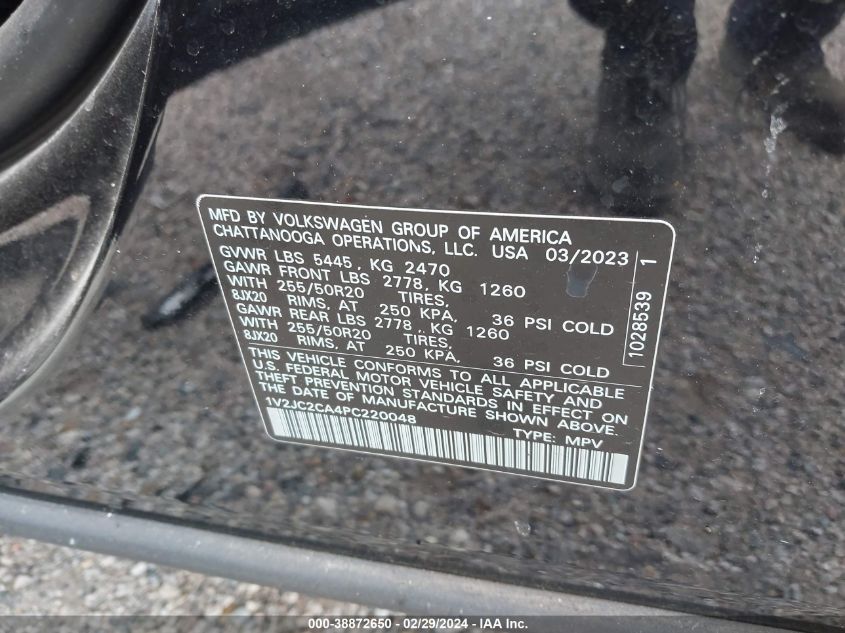 MFD BY VOLKSWAGEN GROUP OF AMERICA
CHATTANOOGA OPERATIONS, LLC. USA 03/2023
GVWR LBS 5445, KG 2470
GAWR FRONT LBS 2778, KG 1260
WITH 255/50R20 TIRES,
8JX20 RIMS, AT 250 KPA, 36 PSI COLD
GAWR REAR LBS 2778, KG 1260
WITH 255/50R20 TIRES,
8JX20 RIMS, AT 250 KPA, 36 PSI COLD
THIS VEHICLE CONFORMS TO ALL APPLICABLE
U.S. FEDERAL MOTOR VEHICLE SAFETY AND
THEFT PREVENTION STANDARDS IN EFFECT ON
THE DATE OF MANUFACTURE SHOWN ABOVE.
1V2JC2CA4PC220048 TYPE: MPV
1028539 1
000-38872650 - 02/29/2024 - IAA Inc.